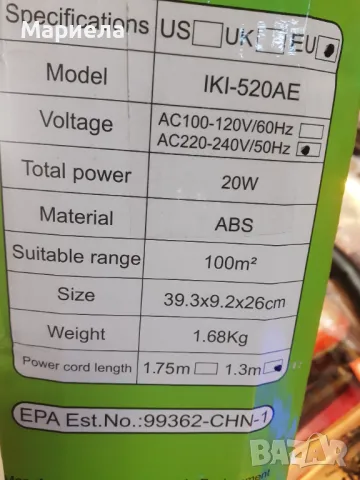 Мариела
Specifications US UK EU
Model IKI-520AE
Voltage AC100-120V/60Hz
AC220-240V/50Hz
Total power 20W
Material ABS
Suitable range 100m²
Size 39.3x9.2x26cm
Weight 1.68Kg
Power cord length 1.75m 1.3m
EPA Est.No.:99362-CHN-1
BAZAR